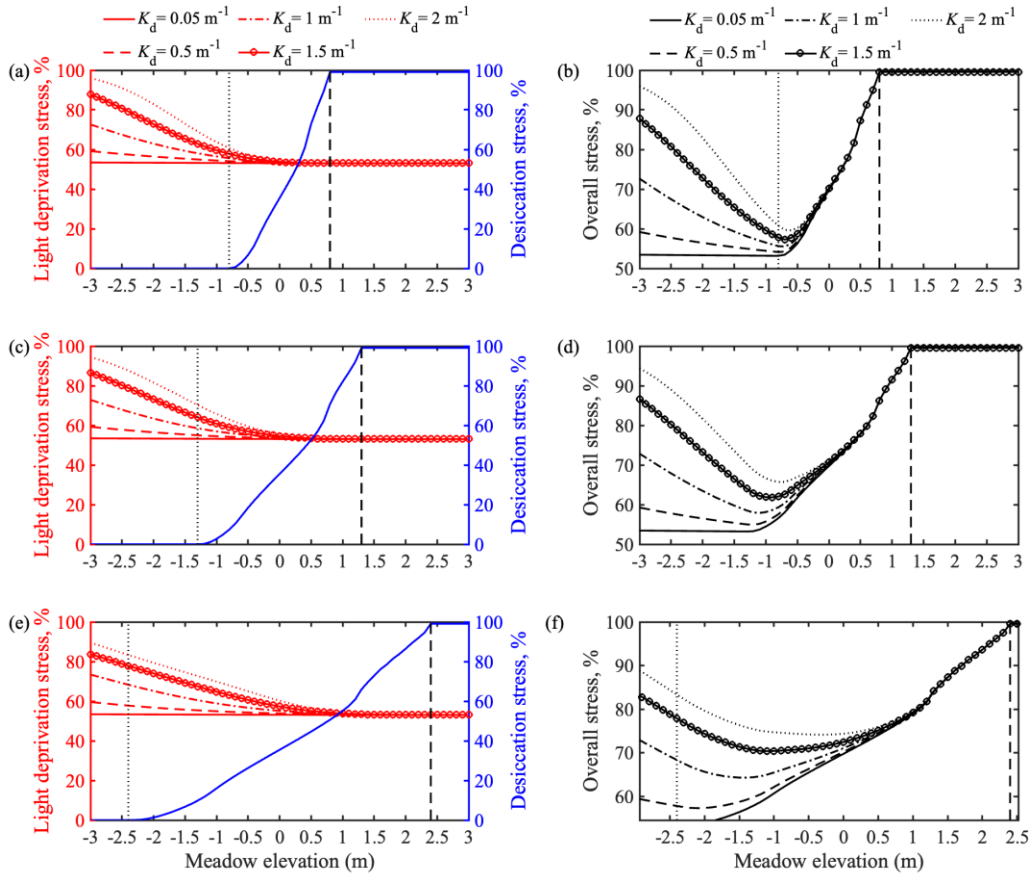 Kd = 0.05 m-1 Kd = 1 m-1 Kd = 2 m-1
Kd = 0.5 m-1 Kd = 1.5 m-1
Kd = 0.05 m-1 Kd = 1 m-1 Kd = 2 m-1
Kd = 0.5 m-1 Kd = 1.5 m-1
(a)
Light deprivation stress, %
100
80
60
40
20
0
-3 -2.5 -2 -1.5 -1 -0.5 0 0.5 1 1.5 2 2.5 3
100
80
60
40
20
0
Desiccation stress, %
(b)
Overall stress, %
100
90
80
70
60
50
-3 -2.5 -2 -1.5 -1 -0.5 0 0.5 1 1.5 2 2.5 3
(c)
Light deprivation stress, %
100
80
60
40
20
0
-3 -2.5 -2 -1.5 -1 -0.5 0 0.5 1 1.5 2 2.5 3
100
80
60
40
20
0
Desiccation stress, %
(d)
Overall stress, %
100
90
80
70
60
50
-3 -2.5 -2 -1.5 -1 -0.5 0 0.5 1 1.5 2 2.5 3
(e)
Light deprivation stress, %
100
80
60
40
20
0
-3 -2.5 -2 -1.5 -1 -0.5 0 0.5 1 1.5 2 2.5 3
Meadow elevation (m)
100
80
60
40
20
0
Desiccation stress, %
(f)
Overall stress, %
100
90
80
70
60
-2.5 -2 -1.5 -1 -0.5 0 0.5 1 1.5 2 2.5
Meadow elevation (m)